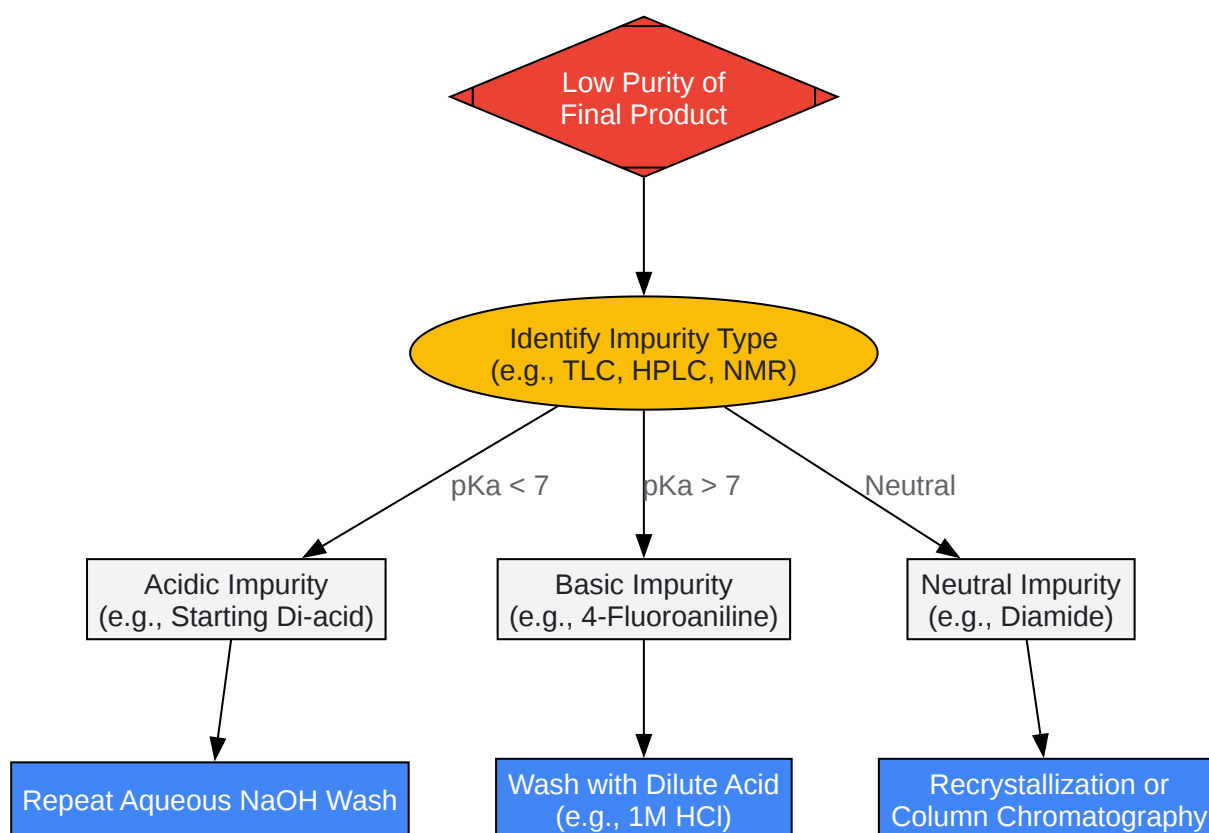 Low Purity of
Final Product
Identify Impurity Type
(e.g., TLC, HPLC, NMR)
pKa < 7
pKa > 7
Neutral
Acidic Impurity
(e.g., Starting Di-acid)
Basic Impurity
(e.g., 4-Fluoroaniline)
Neutral Impurity
(e.g., Diamide)
Repeat Aqueous NaOH Wash
Wash with Dilute Acid
(e.g., 1M HCl)
Recrystallization or
Column Chromatography